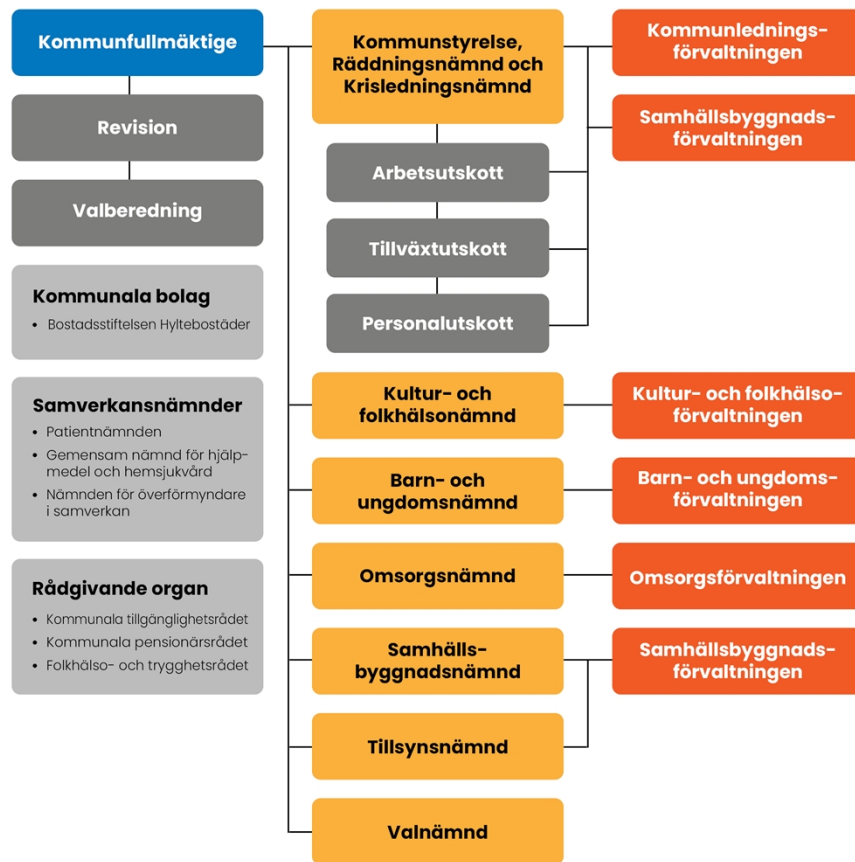 Kommunfullmäktige
Revision
Valberedning
Kommunala bolag
• Bostadsstiftelsen Hyltebostäder
Samverkansnämnder
• Patientnämnden
• Gemensam nämnd för hjälp-
medel och hemsjukvård
• Nämnden för överförmyndare
i samverkan
Rådgivande organ
• Kommunala tillgänglighetsrådet
• Kommunala pensionärsrådet
• Folkhälso- och trygghetsrådet
Kommunstyrelse,
Räddningsnämnd och
Krisledningsnämnd
Arbetsutskott
Tillväxtutskott
Personalutskott
Kultur- och
folkhälsonämnd
Barn- och
ungdomsnämnd
Omsorgsnämnd
Samhälls-
byggnadsnämnd
Tillsynsnämnd
Valnämnd
Kommunlednings-
förvaltningen
Samhällsbyggnads-
förvaltningen
Kultur- och folkhälso-
förvaltningen
Barn- och ungdoms-
förvaltningen
Omsorgsförvaltningen
Samhällsbyggnads-
förvaltningen